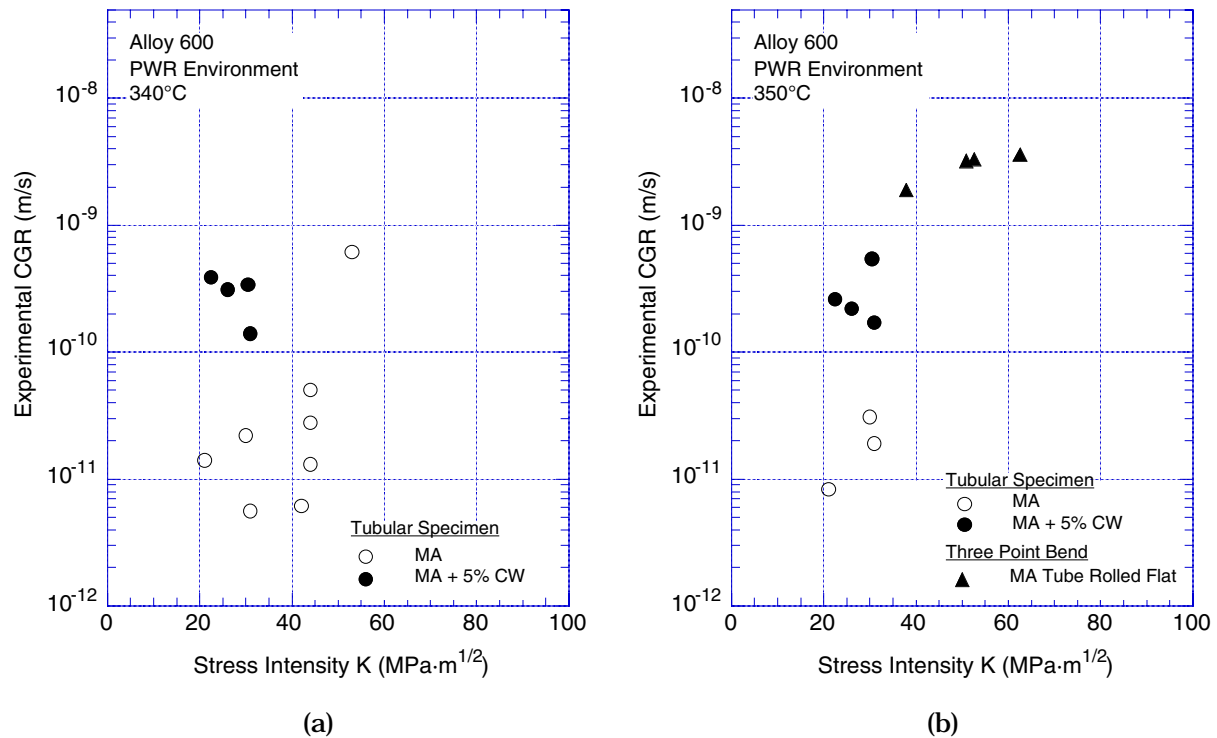 Alloy 600
PWR Environment
340°C
Experimental CGR (m/s)
10-8
10-9
10-10
10-11
10-12
0 20 40 60 80 100
Stress Intensity K (MPa·m1/2)
Tubular Specimen
MA
MA + 5% CW
(a)
Alloy 600
PWR Environment
350°C
Experimental CGR (m/s)
10-8
10-9
10-10
10-11
10-12
0 20 40 60 80 100
Stress Intensity K (MPa·m1/2)
Tubular Specimen
MA
MA + 5% CW
Three Point Bend
MA Tube Rolled Flat
(b)